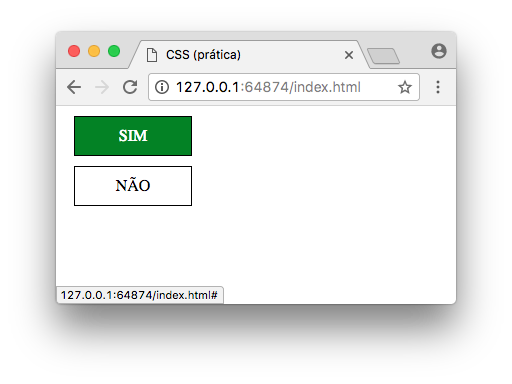 CSS (prática)
127.0.0.1:64874/index.html
SIM
NÃO
127.0.0.1:64874/index.html#